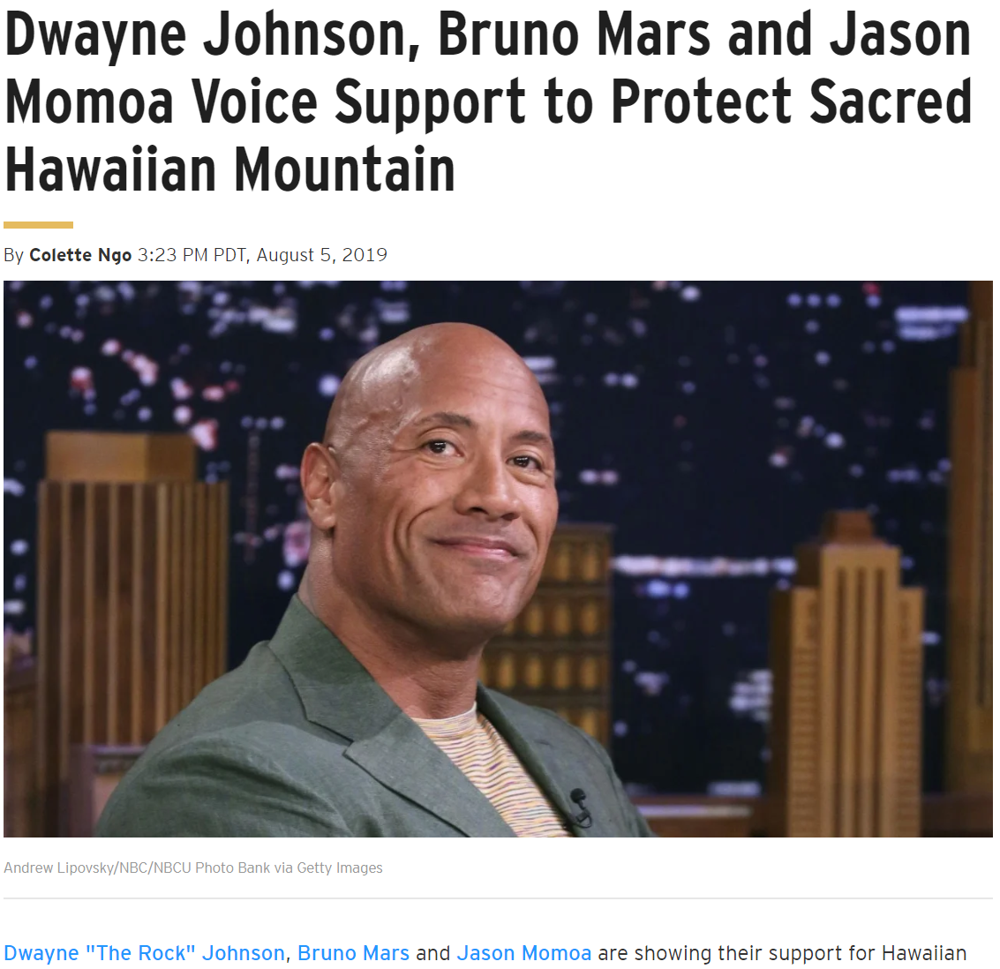 Dwayne Johnson, Bruno Mars and Jason
Momoa Voice Support to Protect Sacred
Hawaiian Mountain
By Colette Ngo 3:23 PM PDT, August 5, 2019
Andrew Lipovsky/NBC/NBCU Photo Bank via Getty Images
Dwayne "The Rock" Johnson, Bruno Mars and Jason Momoa are showing their support for Hawaiian